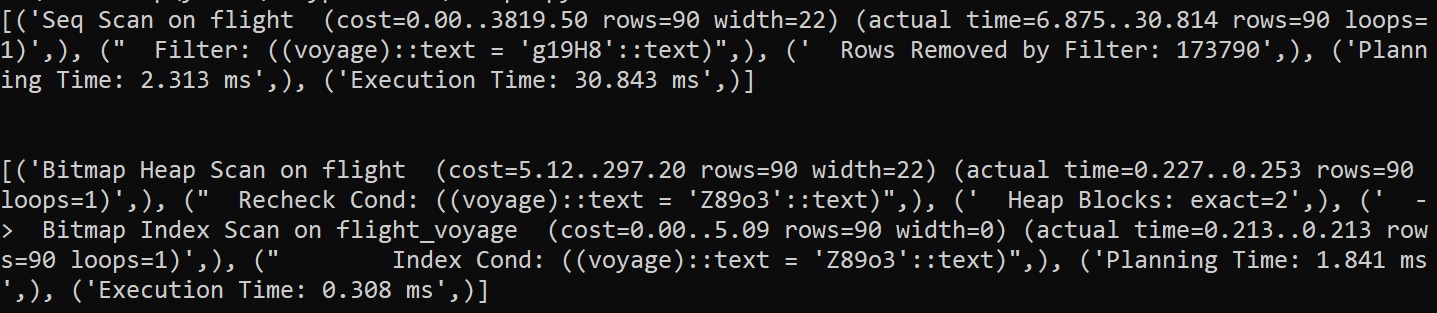 [('Seq Scan on flight  (cost=0.00..3819.50 rows=90 width=22) (actual time=6.875..30.814 rows=90 loops=
1)',), ("  Filter: ((voyage)::text = 'g19H8'::text)",), ('  Rows Removed by Filter: 173790',), ('Plann
ing Time: 2.313 ms',), ('Execution Time: 30.843 ms',)]
[('Bitmap Heap Scan on flight  (cost=5.12..297.20 rows=90 width=22) (actual time=0.227..0.253 rows=90 
loops=1)',), ("  Recheck Cond: ((voyage)::text = 'Z89o3'::text)",), ('  Heap Blocks: exact=2',), ('  -
>  Bitmap Index Scan on flight_voyage  (cost=0.00..5.09 rows=90 width=0) (actual time=0.213..0.213 row
s=90 loops=1)',), ("        Index Cond: ((voyage)::text = 'Z89o3'::text)",), ('Planning Time: 1.841 ms
',), ('Execution Time: 0.308 ms',)]